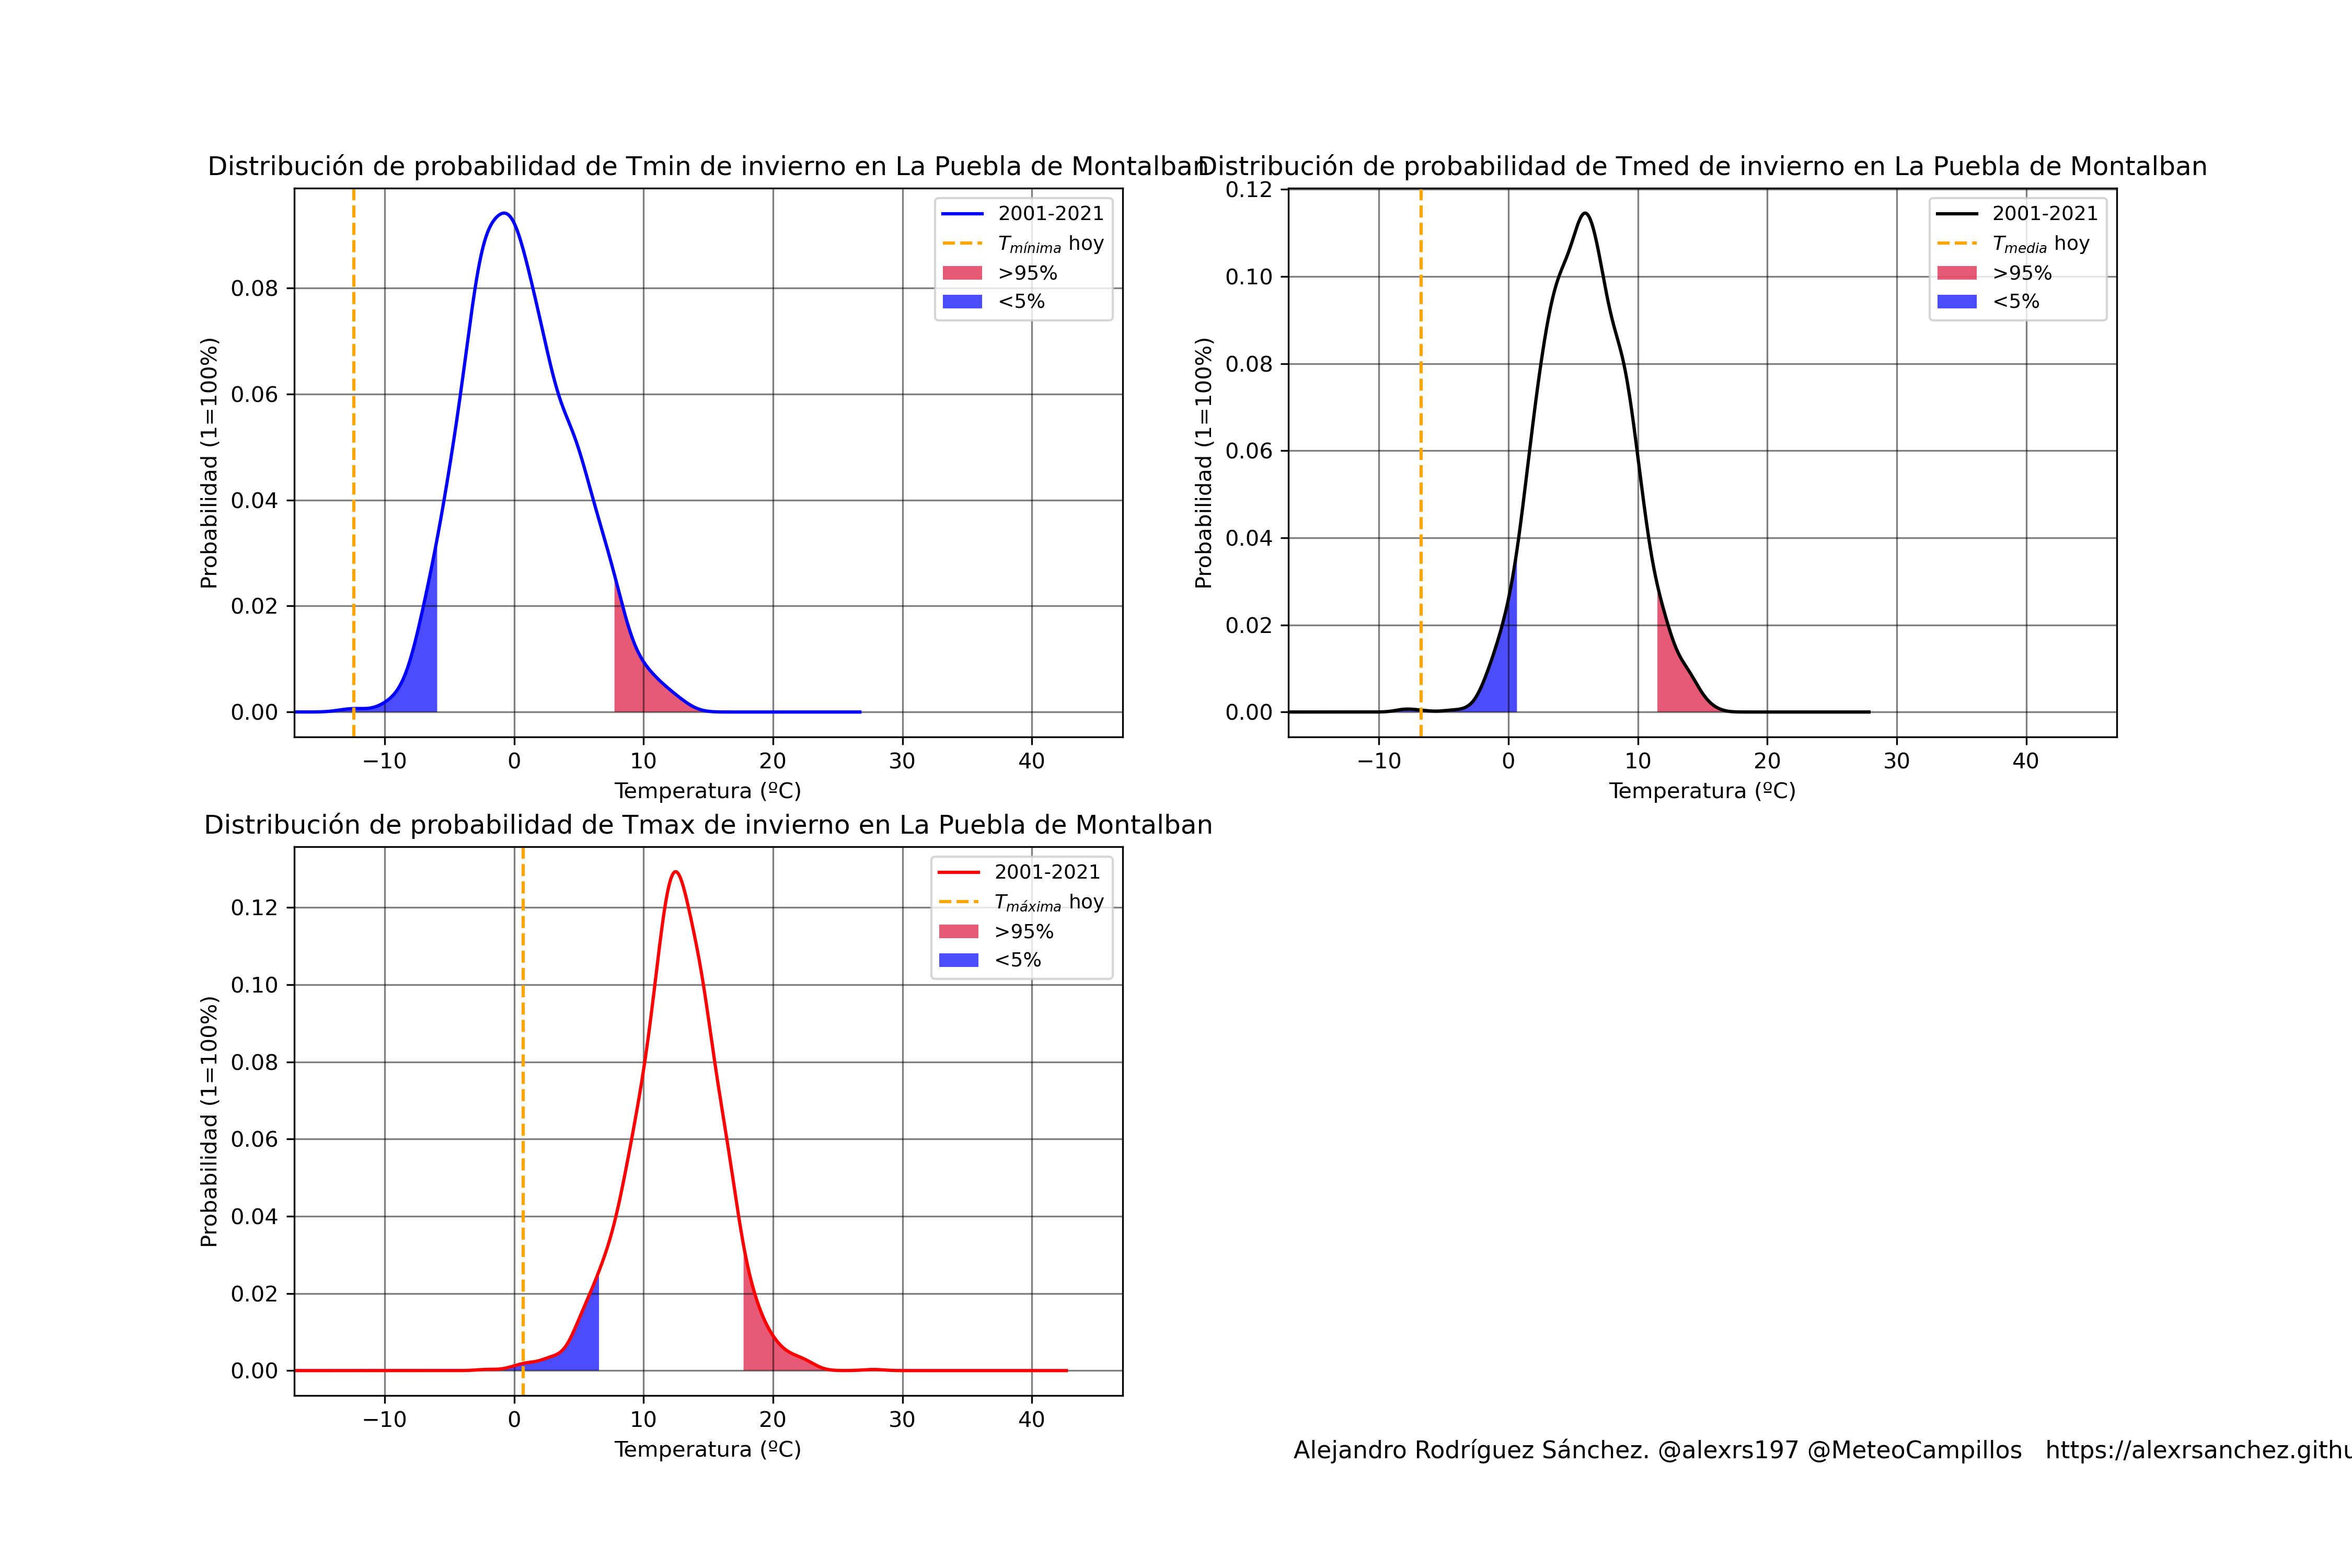 Distribución de probabilidad de Tmin de invierno en La Puebla de Montalban
Probabilidad (1=100%)
0.08
0.06
0.04
0.02
0.00
2001-2021
Tmínima hoy
>95%
<5%
−10 0 10 20 30 40
Temperatura (ºC)
Distribución de probabilidad de Tmed de invierno en La Puebla de Montalban
Probabilidad (1=100%)
0.12
0.10
0.08
0.06
0.04
0.02
0.00
2001-2021
Tmedia hoy
>95%
<5%
−10 0 10 20 30 40
Temperatura (ºC)
Distribución de probabilidad de Tmax de invierno en La Puebla de Montalban
Probabilidad (1=100%)
0.12
0.10
0.08
0.06
0.04
0.02
0.00
2001-2021
Tmáxima hoy
>95%
<5%
−10 0 10 20 30 40
Temperatura (ºC)
Alejandro Rodríguez Sánchez. @alexrs197 @MeteoCampillos https://alexrsanchez.githu